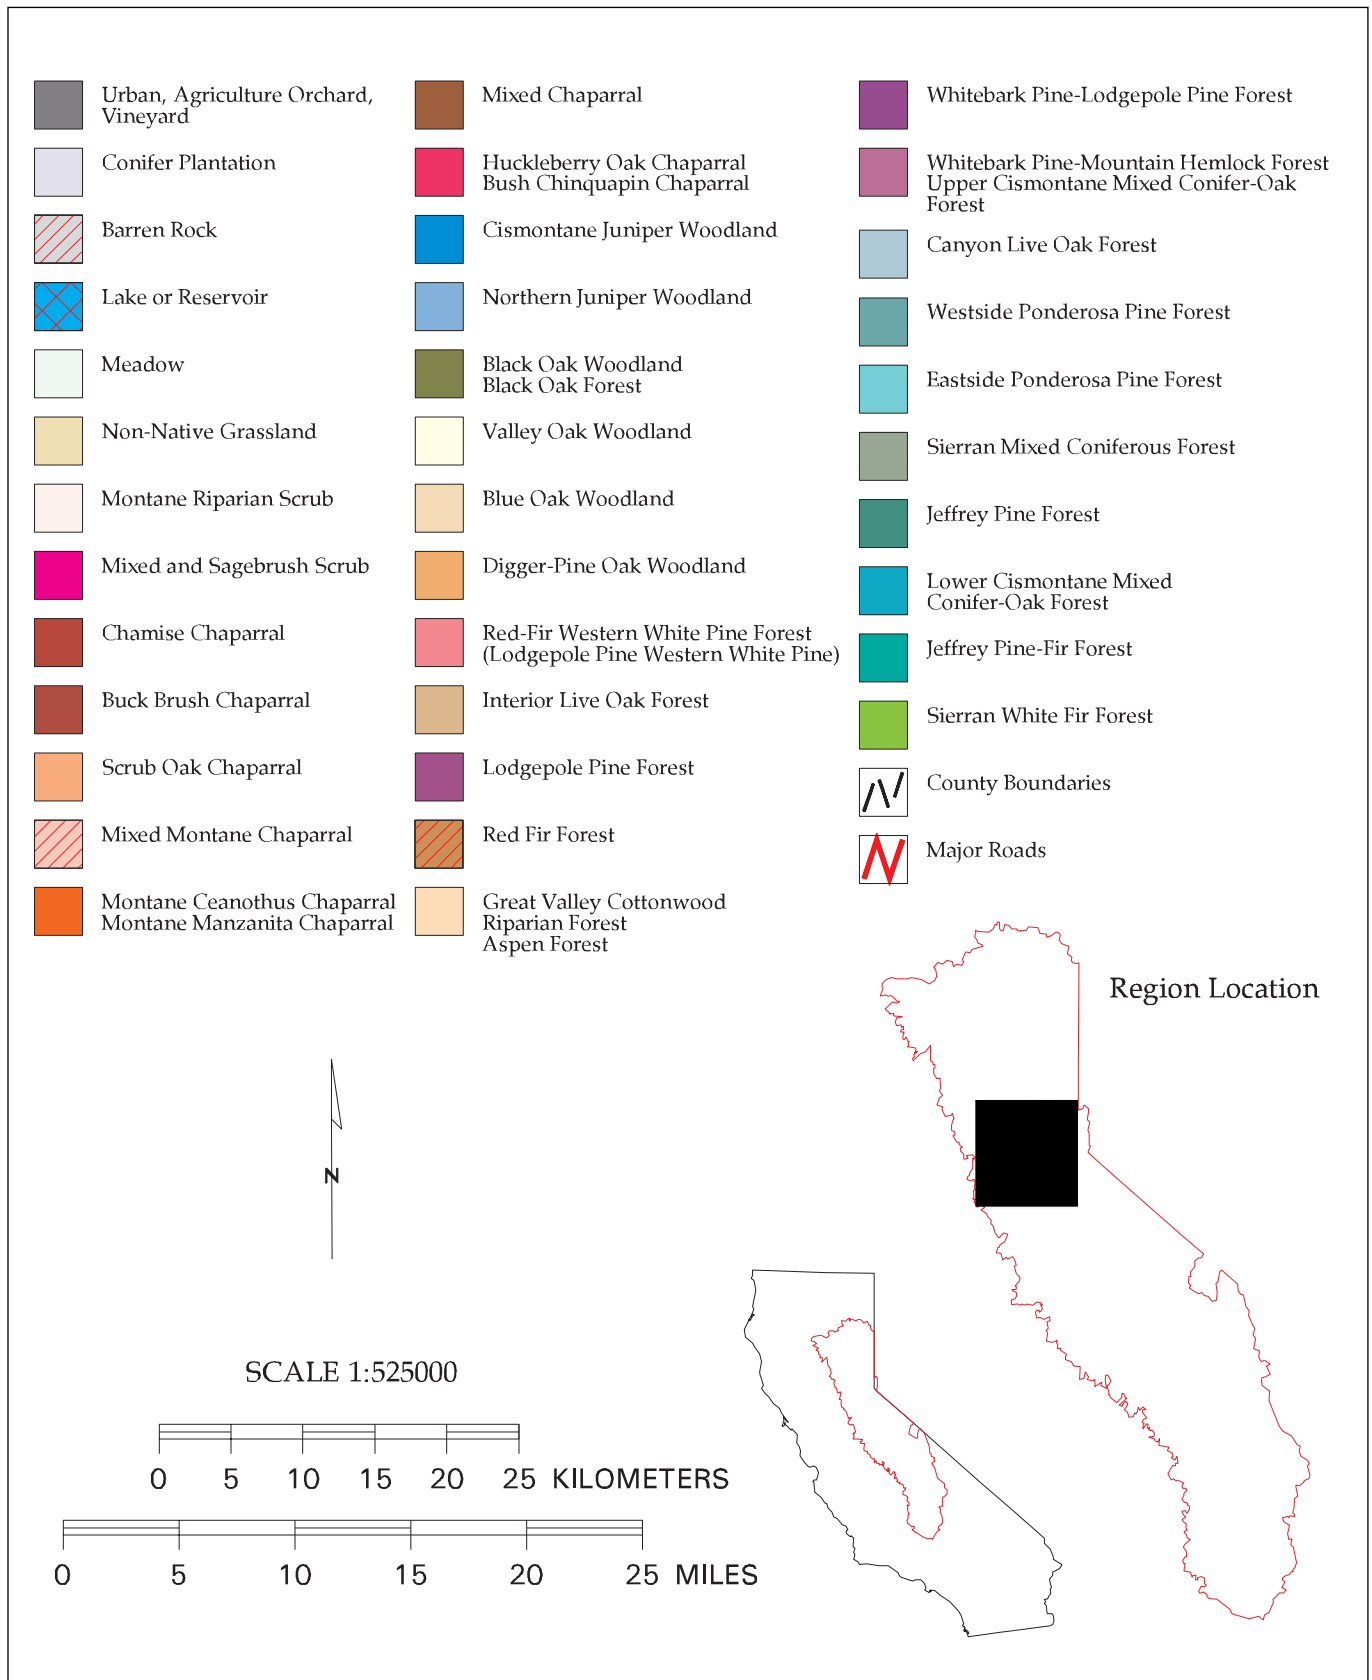 Urban, Agriculture Orchard,
Vineyard
Conifer Plantation
Barren Rock
Lake or Reservoir
Meadow
Non-Native Grassland
Montane Riparian Scrub
Mixed and Sagebrush Scrub
Chamise Chaparral
Buck Brush Chaparral
Scrub Oak Chaparral
Mixed Montane Chaparral
Montane Ceanothus Chaparral
Montane Manzanita Chaparral
Mixed Chaparral
Huckleberry Oak Chaparral
Bush Chinquapin Chaparral
Cismontane Juniper Woodland
Northern Juniper Woodland
Black Oak Woodland
Black Oak Forest
Valley Oak Woodland
Blue Oak Woodland
Digger-Pine Oak Woodland
Red-Fir Western White Pine Forest
(Lodgepole Pine Western White Pine)
Interior Live Oak Forest
Lodgepole Pine Forest
Red Fir Forest
Great Valley Cottonwood
Riparian Forest
Aspen Forest
Whitebark Pine-Lodgepole Pine Forest
Whitebark Pine-Mountain Hemlock Forest
Upper Cismontane Mixed Conifer-Oak
Forest
Canyon Live Oak Forest
Westside Ponderosa Pine Forest
Eastside Ponderosa Pine Forest
Sierran Mixed Coniferous Forest
Jeffrey Pine Forest
Lower Cismontane Mixed
Conifer-Oak Forest
Jeffrey Pine-Fir Forest
Sierran White Fir Forest
County Boundaries
Major Roads
Region Location
N
SCALE 1:525000
0 5 10 15 20 25 KILOMETERS
0 5 10 15 20 25 MILES